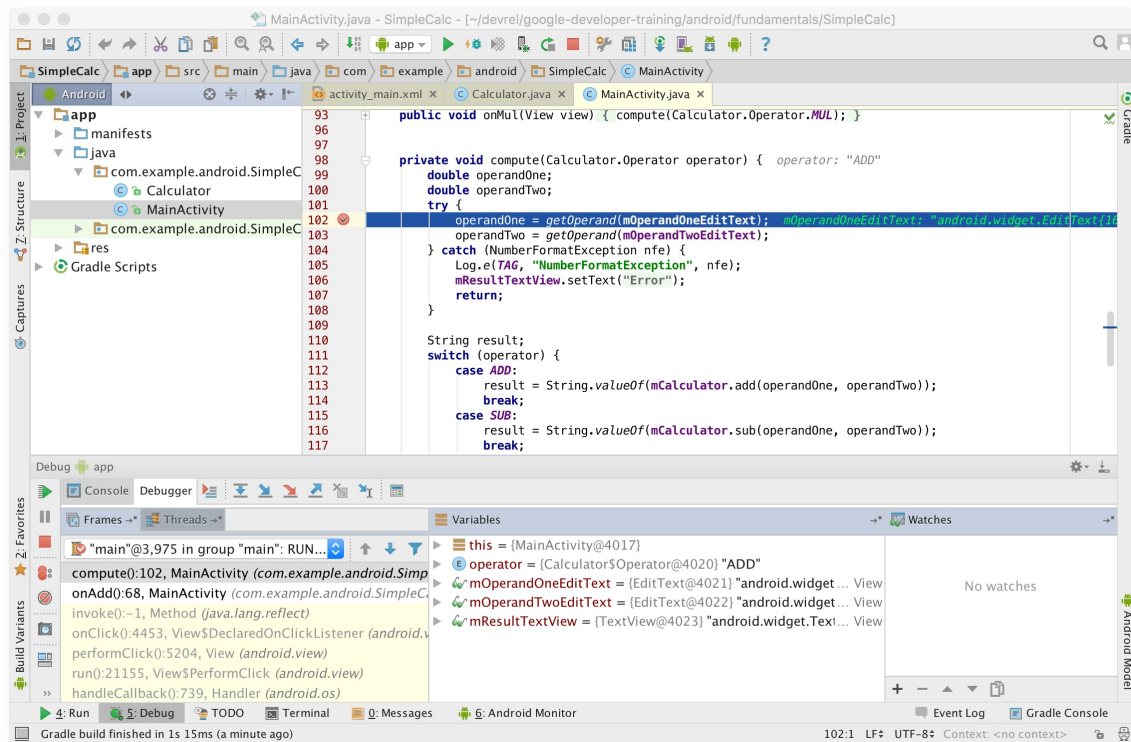 MainActivity.java - SimpleCalc - [~/devrel/google-developer-training/android/fundamentals/SimpleCalc]
app
?
SimpleCalc app src main java com example android SimpleCalc MainActivity
1: Project
Z: Structure
Captures
2: Favorites
Build Variants
Android
app
manifests
java
com.example.android.SimpleC
Calculator
MainActivity
com.example.android.SimpleC
res
Gradle Scripts
activity_main.xml × Calculator.java × MainActivity.java ×
93 public void onMul(View view) { compute(Calculator.Operator.MUL); }
96
97
98 private void compute(Calculator.Operator operator) { operator: "ADD"
99 double operandOne;
100 double operandTwo;
101 try {
102 operandOne = getOperand(mOperandOneEditText); mOperandOneEditText: "android.widget.EditText{16
103 operandTwo = getOperand(mOperandTwoEditText);
104 } catch (NumberFormatException nfe) {
105 Log.e(TAG, "NumberFormatException", nfe);
106 mResultTextView.setText("Error");
107 return;
108 }
109
110 String result;
111 switch (operator) {
112 case ADD:
113 result = String.valueOf(mCalculator.add(operandOne, operandTwo));
114 break;
115 case SUB:
116 result = String.valueOf(mCalculator.sub(operandOne, operandTwo));
117 break;
Gradle
Android Model
Debug app
Console Debugger
Frames Threads
"main"@3,975 in group "main": RUN...
compute():102, MainActivity (com.example.android.Simp
onAdd():68, MainActivity (com.example.android.SimpleCa
invoke():-1, Method (java.lang.reflect)
onClick():4453, View$DeclaredOnClickListener (android.v
performClick():5204, View (android.view)
run():21155, View$PerformClick (android.view)
handleCallback():739, Handler (android.os)
Variables
this = {MainActivity@4017}
operator = {Calculator$Operator@4020} "ADD"
mOperandOneEditText = {EditText@4021} "android.widget... View
mOperandTwoEditText = {EditText@4022} "android.widget... View
mResultTextView = {TextView@4023} "android.widget.Tex... View
Watches
No watches
4: Run 5: Debug TODO Terminal 0: Messages 6: Android Monitor Event Log Gradle Console
Gradle build finished in 1s 15ms (a minute ago) 102:1 LF UTF-8 Context: <no context>